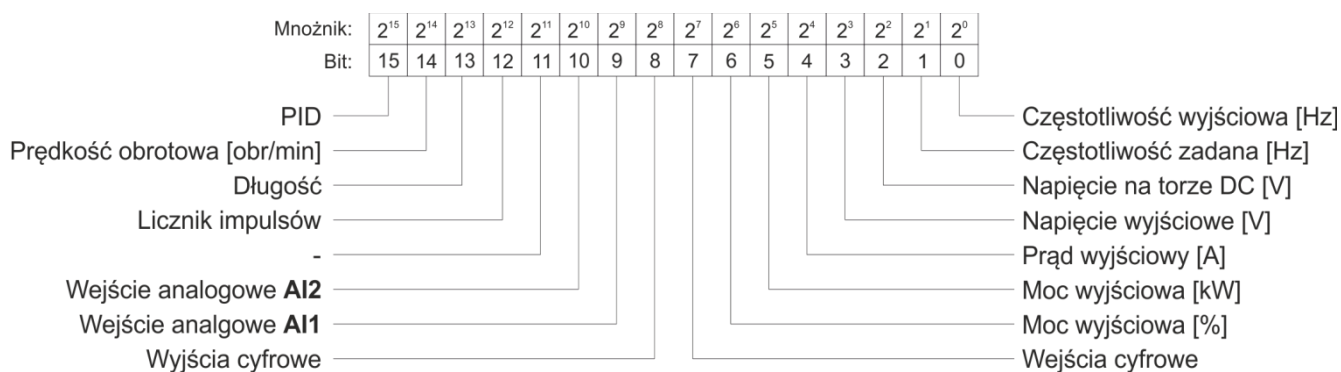 Mnożnik: 2¹⁵ 2¹⁴ 2¹³ 2¹² 2¹¹ 2¹⁰ 2⁹ 2⁸ 2⁷ 2⁶ 2⁵ 2⁴ 2³ 2² 2¹ 2⁰
Bit: 15 14 13 12 11 10 9 8 7 6 5 4 3 2 1 0
PID
Prędkość obrotowa [obr/min]
Długość
Licznik impulsów
-
Wejście analogowe AI2
Wejście analgowe AI1
Wyjścia cyfrowe
Częstotliwość wyjściowa [Hz]
Częstotliwość zadana [Hz]
Napięcie na torze DC [V]
Napięcie wyjściowe [V]
Prąd wyjściowy [A]
Moc wyjściowa [kW]
Moc wyjściowa [%]
Wejścia cyfrowe